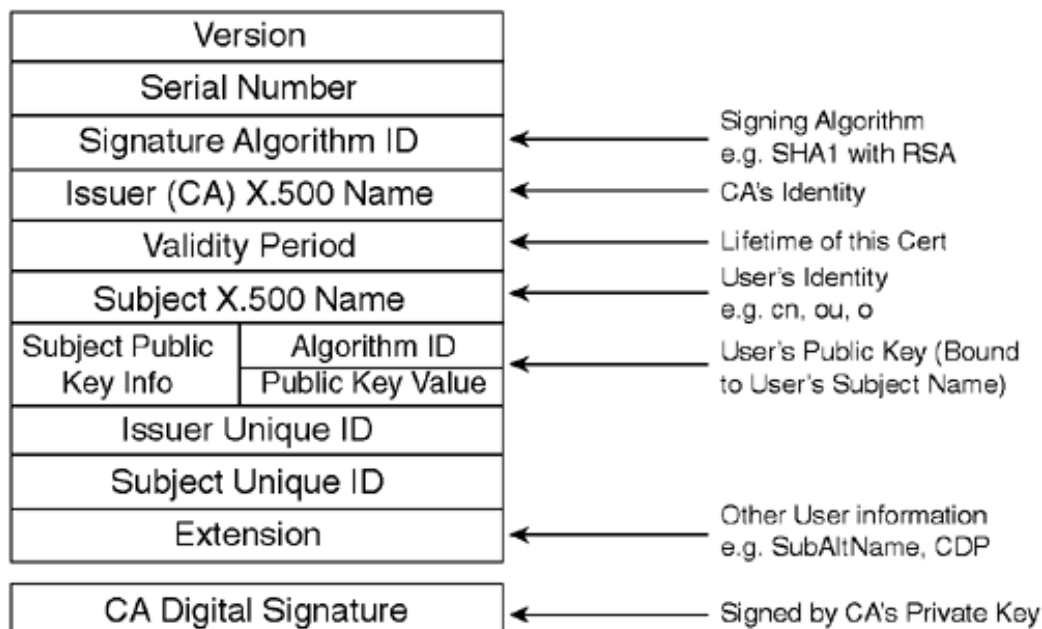 Version
Serial Number
Signature Algorithm ID
Signing Algorithm
e.g. SHA1 with RSA
Issuer (CA) X.500 Name
CA's Identity
Validity Period
Lifetime of this Cert
Subject X.500 Name
User's Identity
e.g. cn, ou, o
Subject Public
Key Info
Algorithm ID
Public Key Value
User's Public Key (Bound
to User's Subject Name)
Issuer Unique ID
Subject Unique ID
Extension
Other User information
e.g. SubAltName, CDP
CA Digital Signature
Signed by CA's Private Key